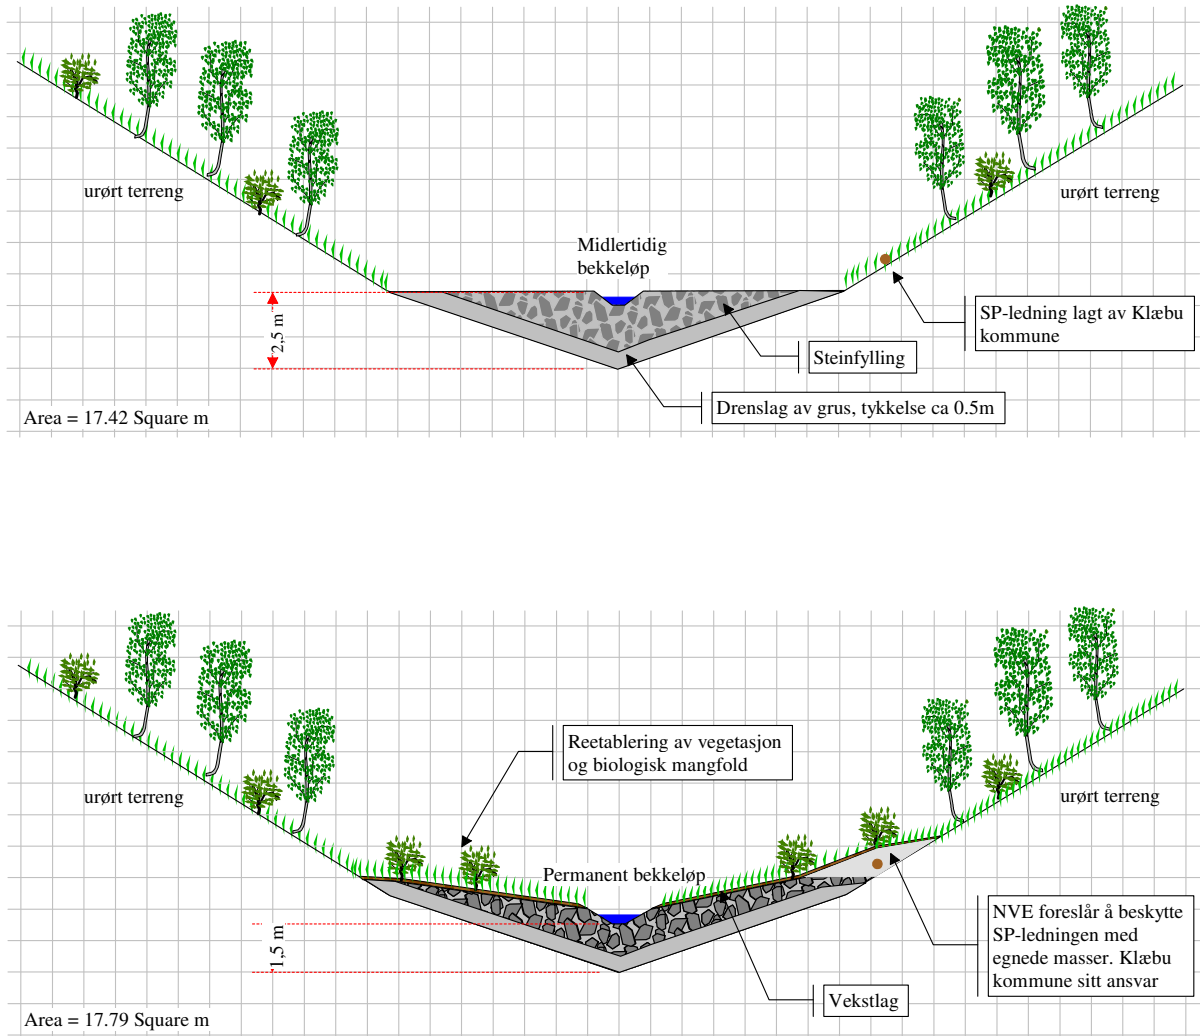 urørt terreng
Midlertidig
bekkeløp
urørt terreng
2,5 m
SP-ledning lagt av Klæbu
kommune
Steinfylling
Drenslag av grus, tykkelse ca 0.5m
Area = 17.42 Square m
Reetablering av vegetasjon
og biologisk mangfold
urørt terreng
urørt terreng
Permanent bekkeløp
1,5 m
NVE foreslår å beskytte
SP-ledningen med
egnede masser. Klæbu
kommune sitt ansvar
Vekstlag
Area = 17.79 Square m